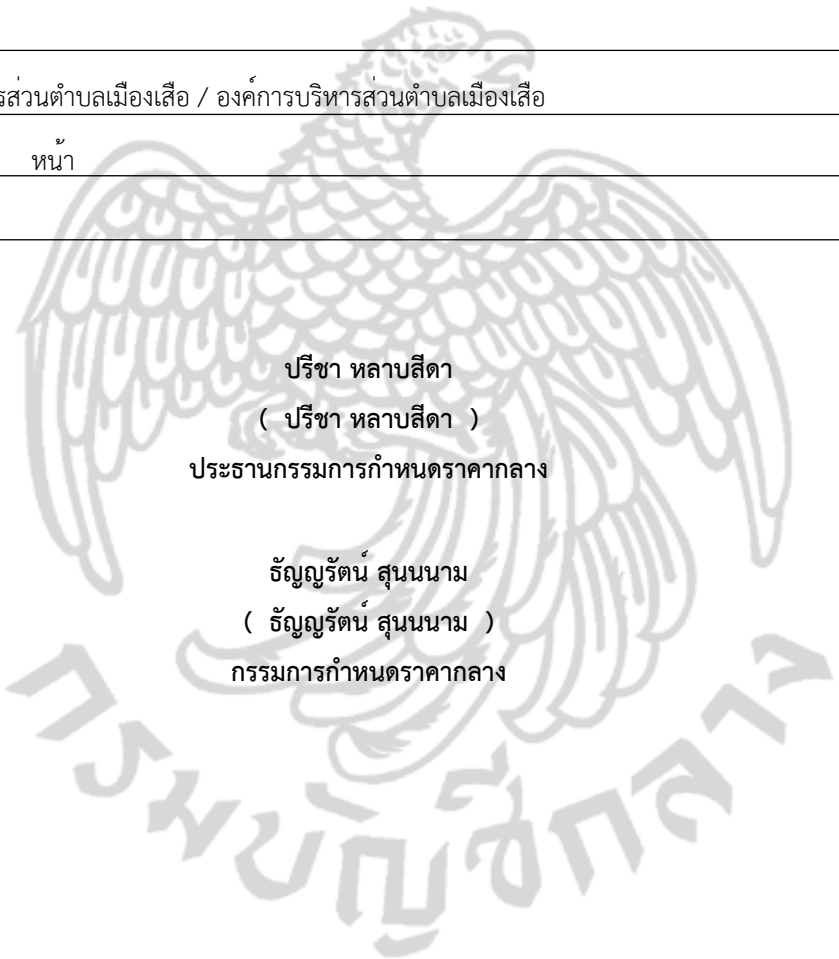 รส่วนตำบลเมืองเสือ / องค์การบริหารส่วนตำบลเมืองเสือ
หน้า
ปรีชา หลาบสีดา
( ปรีชา หลาบสีดา )
ประธานกรรมการกำหนดราคากลาง
ธัญญรัตน์ สุนนนาม
( ธัญญรัตน์ สุนนนาม )
กรรมการกำหนดราคากลาง
กรมบัญชีกลาง